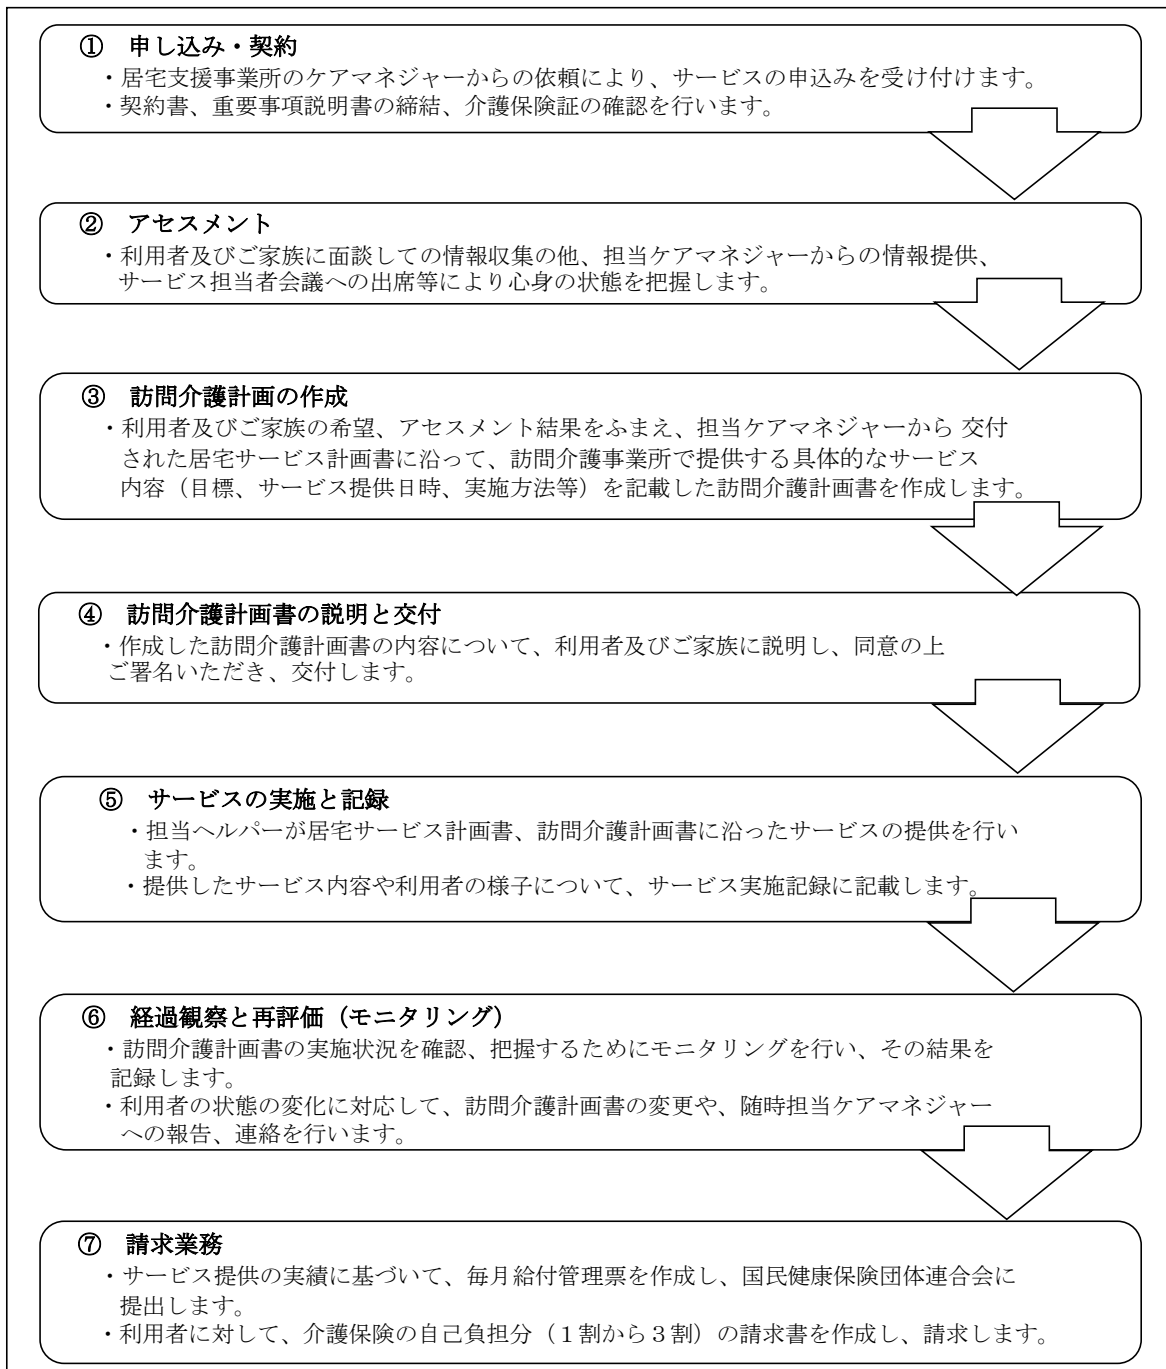 ① 申し込み・契約
・居宅支援事業所のケアマネジャーからの依頼により、サービスの申込みを受け付けます。
・契約書、重要事項説明書の締結、介護保険証の確認を行います。
② アセスメント
・利用者及びご家族に面談しての情報収集の他、担当ケアマネジャーからの情報提供、
サービス担当者会議への出席等により心身の状態を把握します。
③ 訪問介護計画の作成
・利用者及びご家族の希望、アセスメント結果をふまえ、担当ケアマネジャーから 交付
された居宅サービス計画書に沿って、訪問介護事業所で提供する具体的なサービス
内容（目標、サービス提供日時、実施方法等）を記載した訪問介護計画書を作成します。
④ 訪問介護計画書の説明と交付
・作成した訪問介護計画書の内容について、利用者及びご家族に説明し、同意の上
ご署名いただき、交付します。
⑤ サービスの実施と記録
・担当ヘルパーが居宅サービス計画書、訪問介護計画書に沿ったサービスの提供を行い
ます。
・提供したサービス内容や利用者の様子について、サービス実施記録に記載します。
⑥ 経過観察と再評価（モニタリング）
・訪問介護計画書の実施状況を確認、把握するためにモニタリングを行い、その結果を
記録します。
・利用者の状態の変化に対応して、訪問介護計画書の変更や、随時担当ケアマネジャー
への報告、連絡を行います。
⑦ 請求業務
・サービス提供の実績に基づいて、毎月給付管理票を作成し、国民健康保険団体連合会に
提出します。
・利用者に対して、介護保険の自己負担分（１割から３割）の請求書を作成し、請求します。